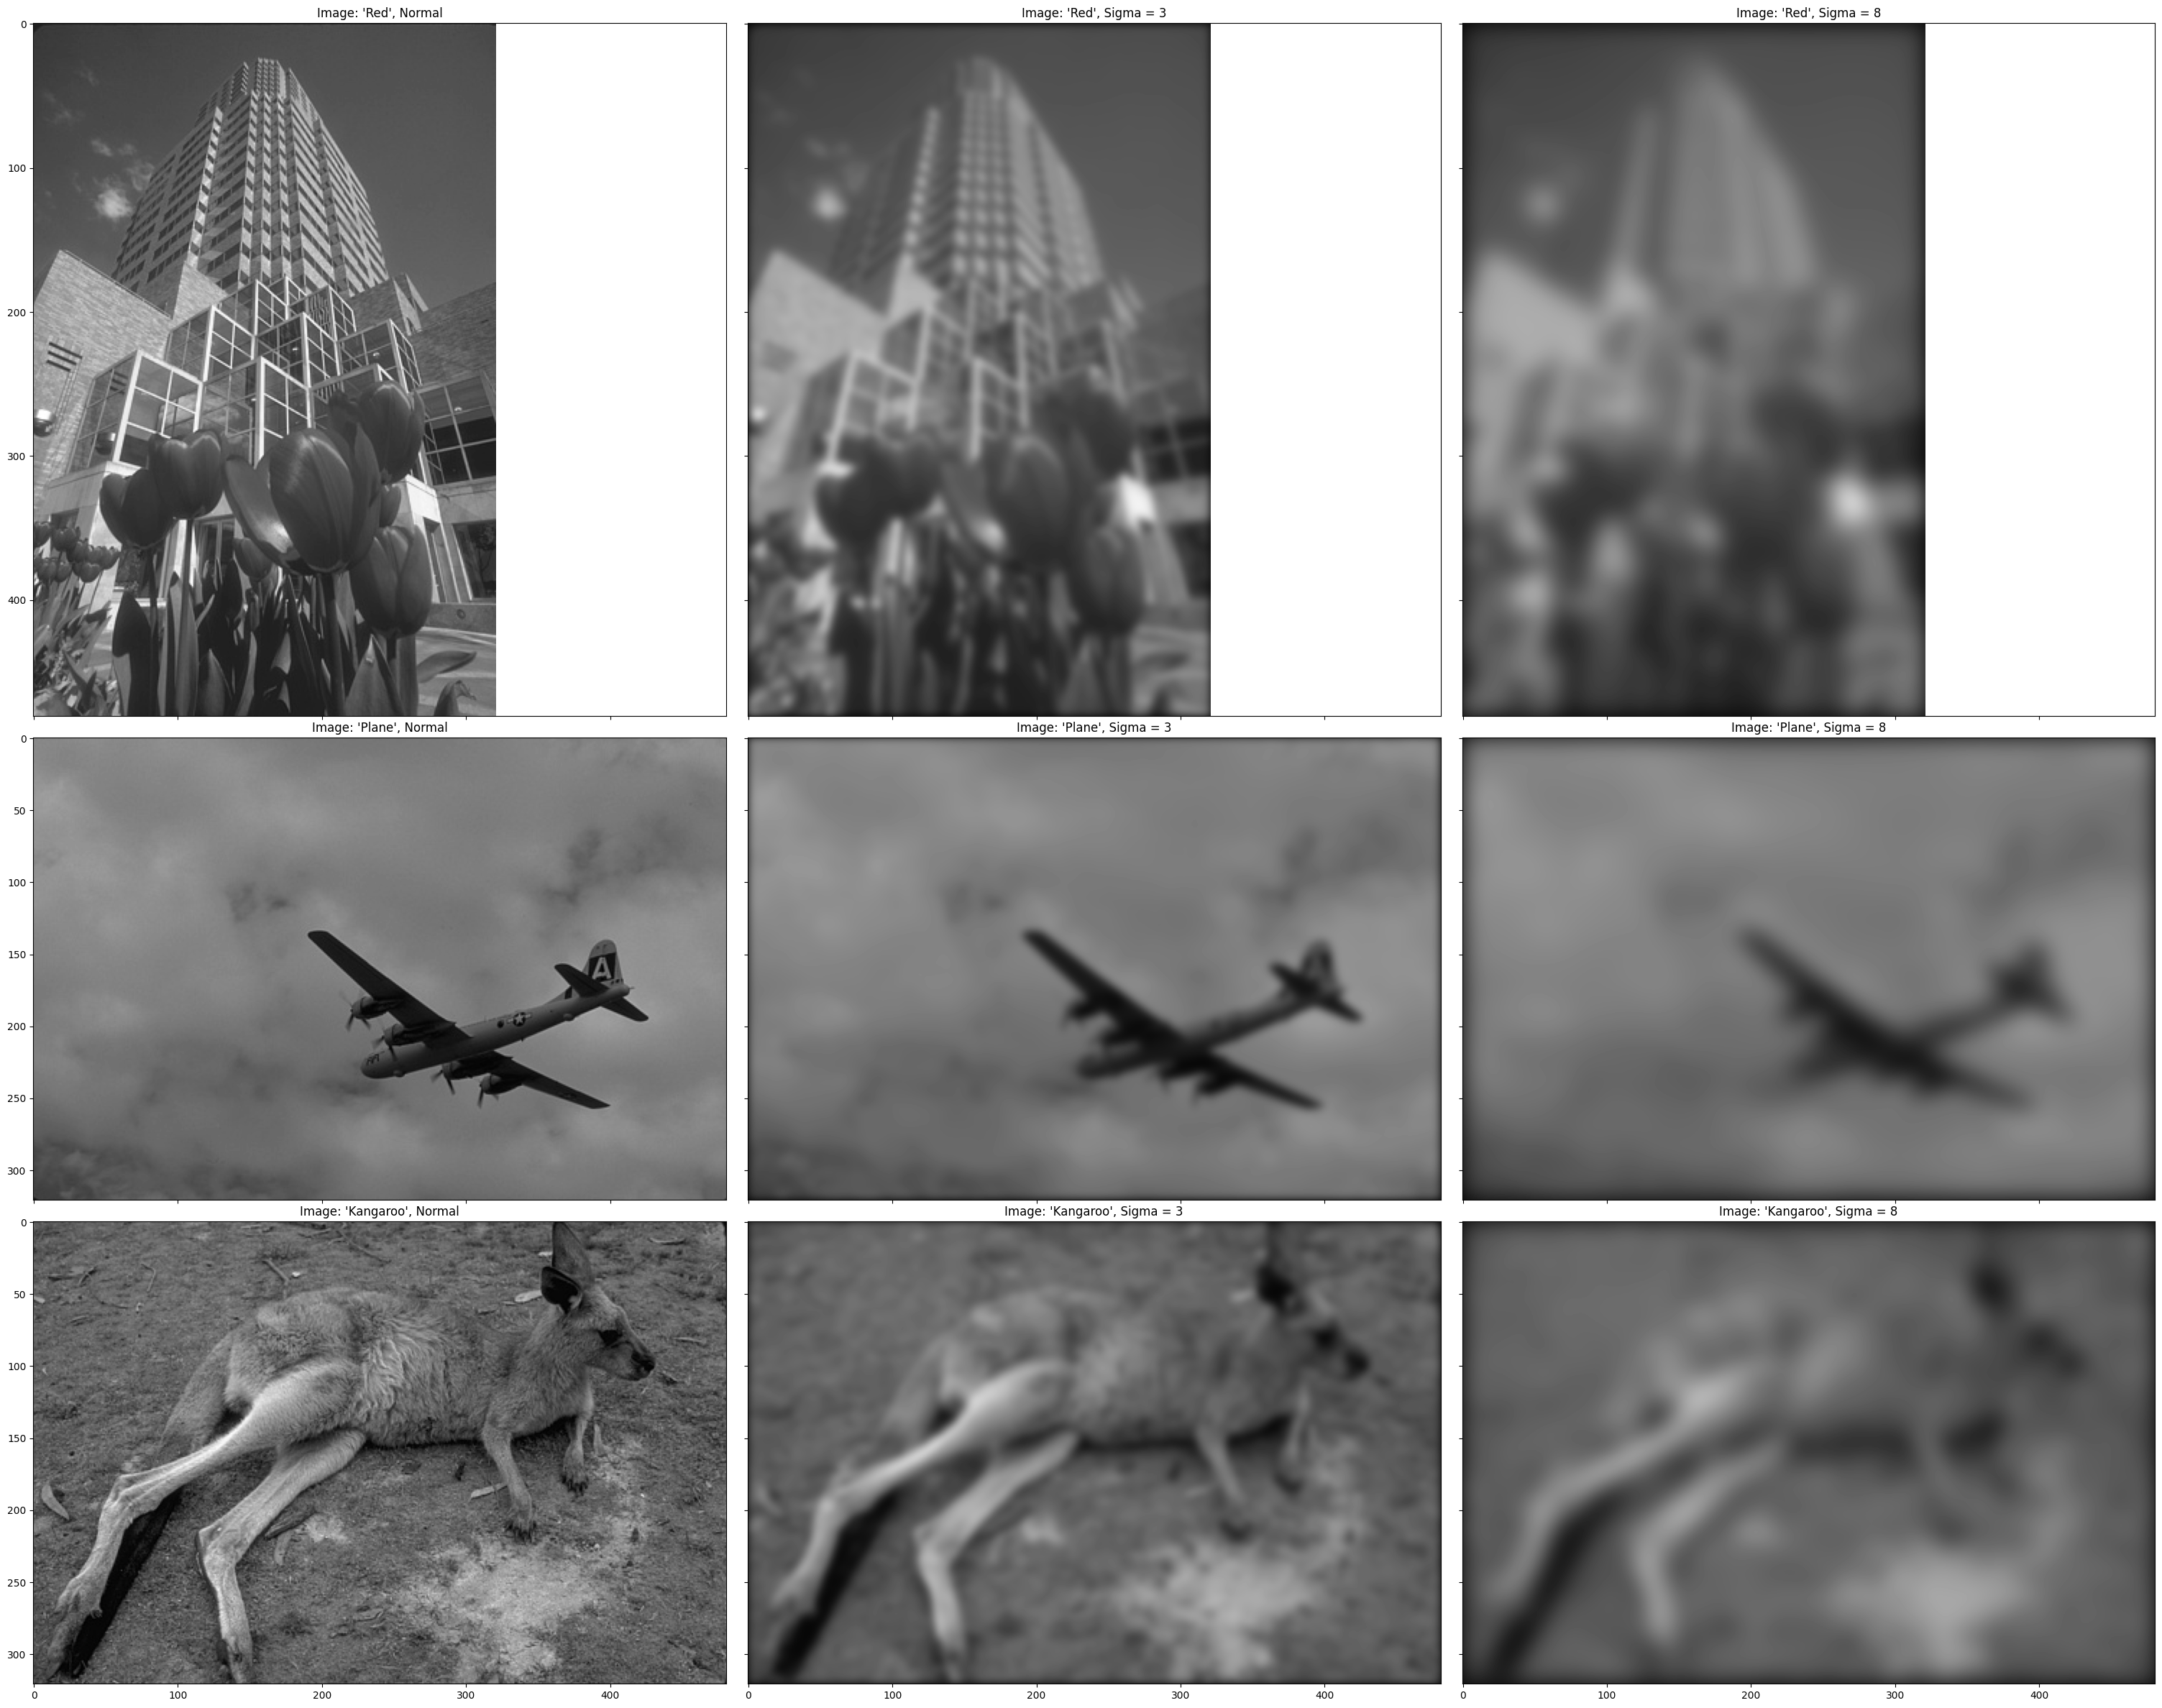 Image: 'Red', Normal
Image: 'Red', Sigma = 3
Image: 'Red', Sigma = 8
0
100
200
300
400
Image: 'Plane', Normal
Image: 'Plane', Sigma = 3
Image: 'Plane', Sigma = 8
0
50
100
150
200
250
300
A
Image: 'Kangaroo', Normal
Image: 'Kangaroo', Sigma = 3
Image: 'Kangaroo', Sigma = 8
0
50
100
150
200
250
300
0 100 200 300 400
0 100 200 300 400
0 100 200 300 400